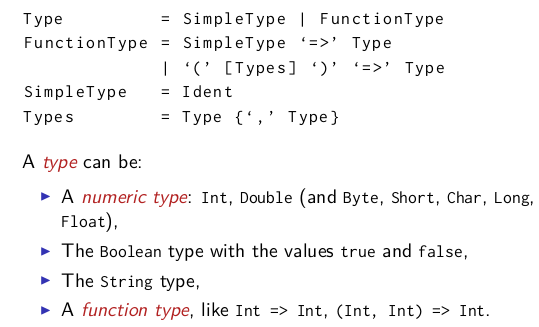 Type         = SimpleType | FunctionType
FunctionType = SimpleType ‘=>’ Type
             | ‘(’ [Types] ‘)’ ‘=>’ Type
SimpleType   = Ident
Types        = Type {‘,’ Type}
A type can be:
▶ A numeric type: Int, Double (and Byte, Short, Char, Long,
Float),
▶ The Boolean type with the values true and false,
▶ The String type,
▶ A function type, like Int => Int, (Int, Int) => Int.